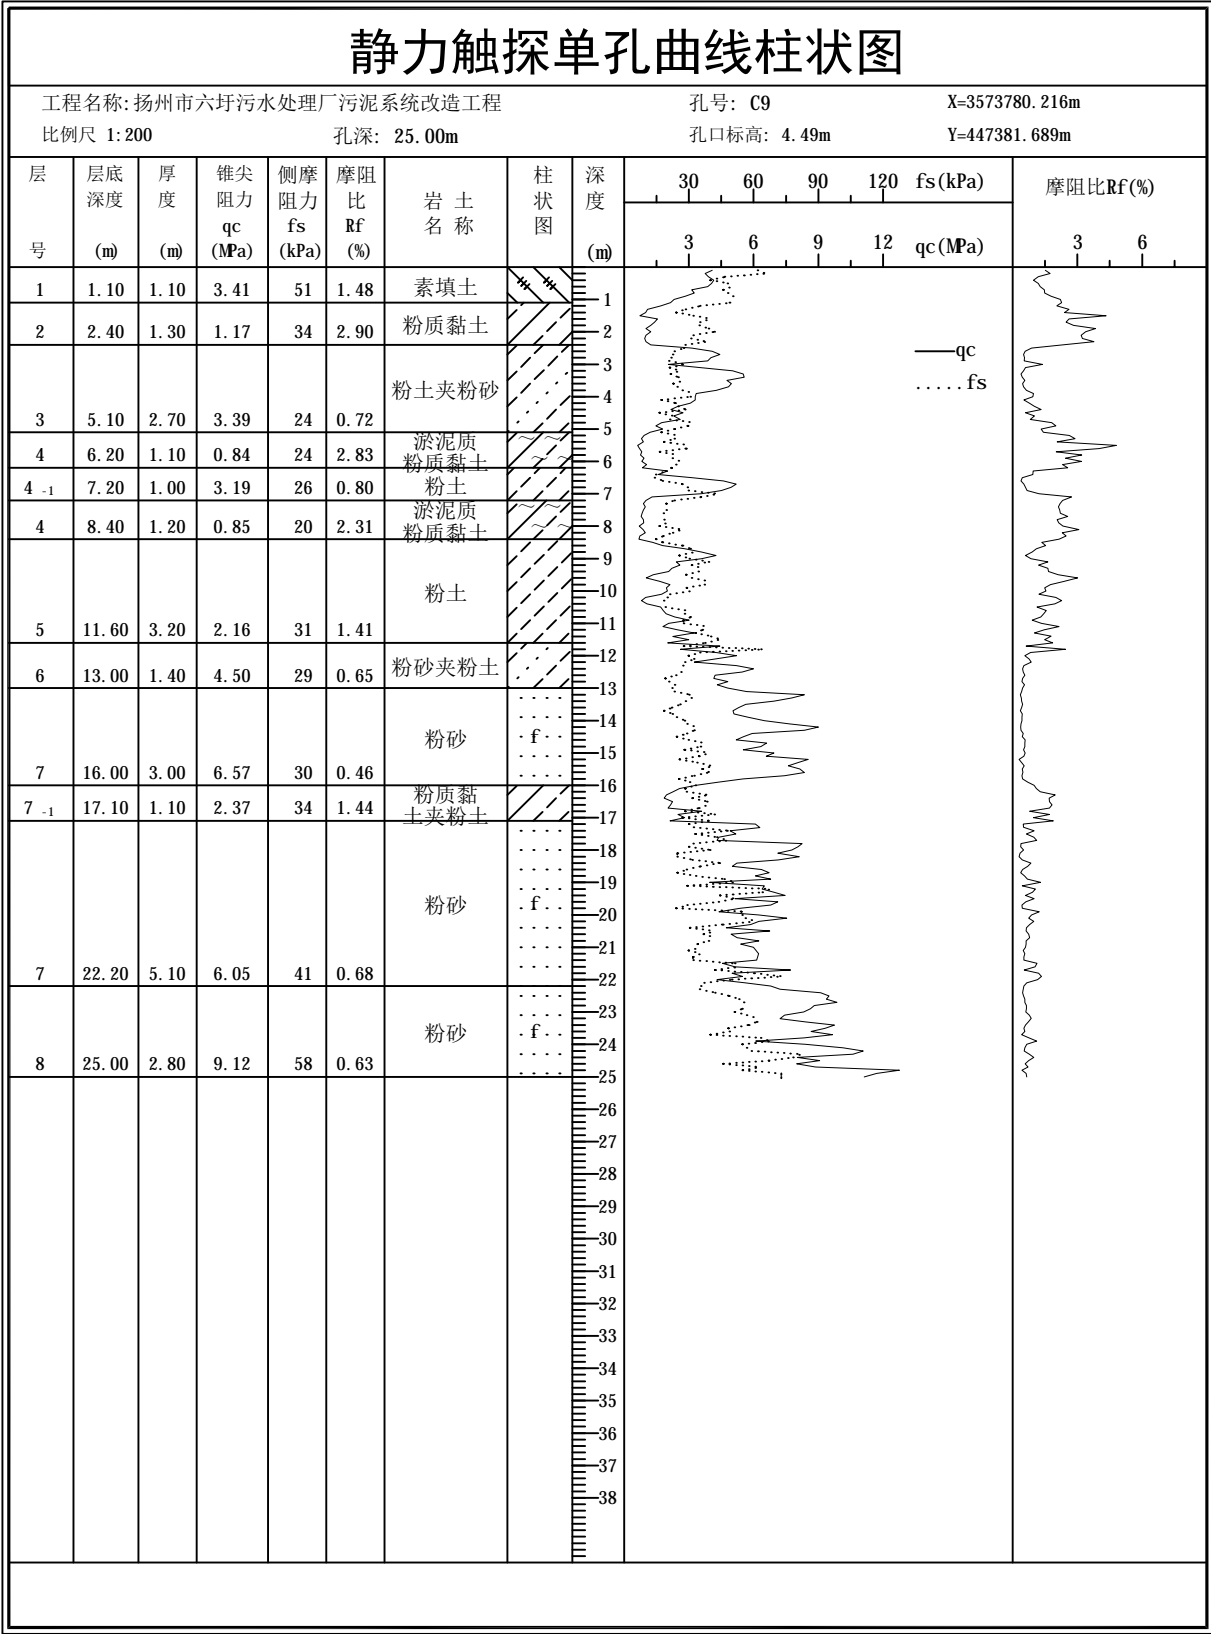 静力触探单孔曲线柱状图
工程名称:扬州市六圩污水处理厂污泥系统改造工程 孔号: C9 X=3573780.216m
比例尺 1:200 孔深: 25.00m 孔口标高: 4.49m Y=447381.689m
层号 层底深度(m) 厚度(m) 锥尖阻力qc(MPa) 侧摩阻力fs(kPa) 摩阻比Rf(%) 岩土名称 柱状图 深度(m)
30 60 90 120 fs(kPa)
3 6 9 12 qc(MPa)
摩阻比Rf(%)
3 6
1 1.10 1.10 3.41 51 1.48 素填土
2 2.40 1.30 1.17 34 2.90 粉质黏土
3 5.10 2.70 3.39 24 0.72 粉土夹粉砂
4 6.20 1.10 0.84 24 2.83 淤泥质粉质黏土
4-1 7.20 1.00 3.19 26 0.80 粉土
4 8.40 1.20 0.85 20 2.31 淤泥质粉质黏土
5 11.60 3.20 2.16 31 1.41 粉土
6 13.00 1.40 4.50 29 0.65 粉砂夹粉土
7 16.00 3.00 6.57 30 0.46 粉砂 f
7-1 17.10 1.10 2.37 34 1.44 粉质黏土夹粉土
7 22.20 5.10 6.05 41 0.68 粉砂 f
8 25.00 2.80 9.12 58 0.63 粉砂 f
1
2
3
4
5
6
7
8
9
10
11
12
13
14
15
16
17
18
19
20
21
22
23
24
25
26
27
28
29
30
31
32
33
34
35
36
37
38
qc
.....fs